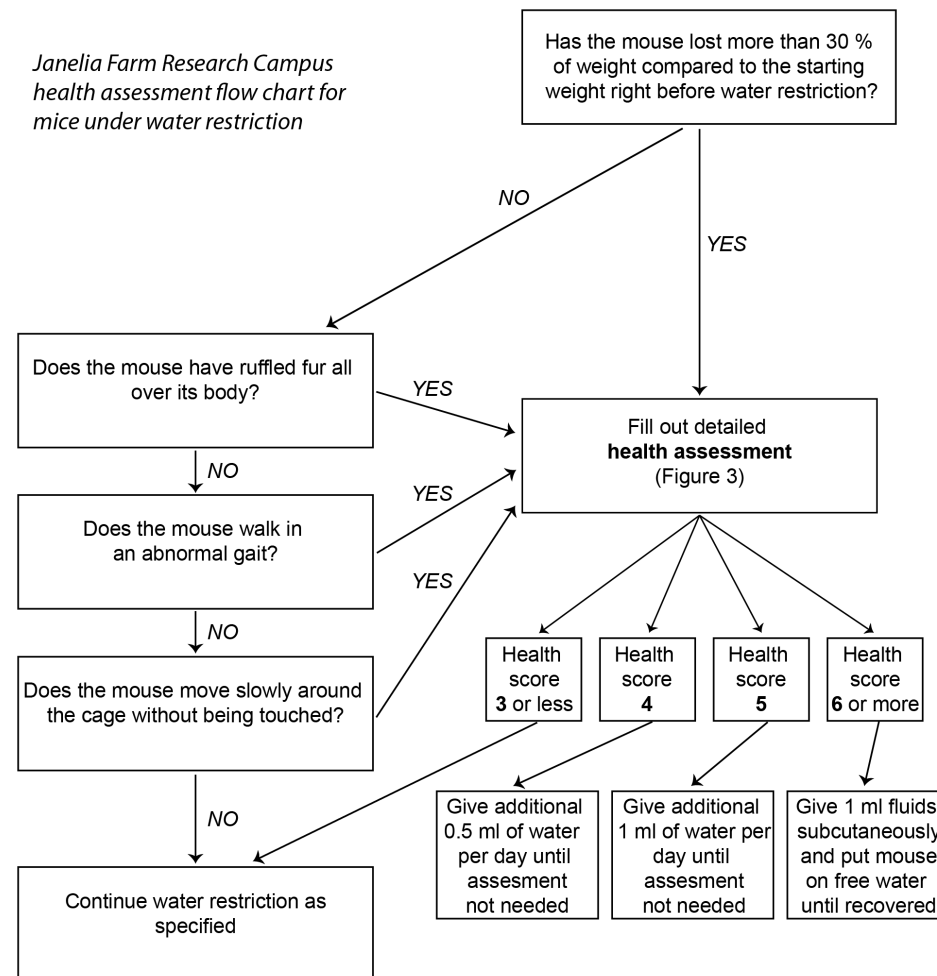 Janelia Farm Research Campus
health assessment flow chart for
mice under water restriction
Has the mouse lost more than 30 %
of weight compared to the starting
weight right before water restriction?
NO
YES
Does the mouse have ruffled fur all
over its body?
YES
Fill out detailed
health assessment
(Figure 3)
NO
Does the mouse walk in
an abnormal gait?
YES
YES
NO
Does the mouse move slowly around
the cage without being touched?
Health
score
3 or less
Health
score
4
Health
score
5
Health
score
6 or more
NO
Give additional
0.5 ml of water
per day until
assesment
not needed
Give additional
1 ml of water per
day until
assesment
not needed
Give 1 ml fluids
subcutaneously
and put mouse
on free water
until recovered
Continue water restriction as
specified